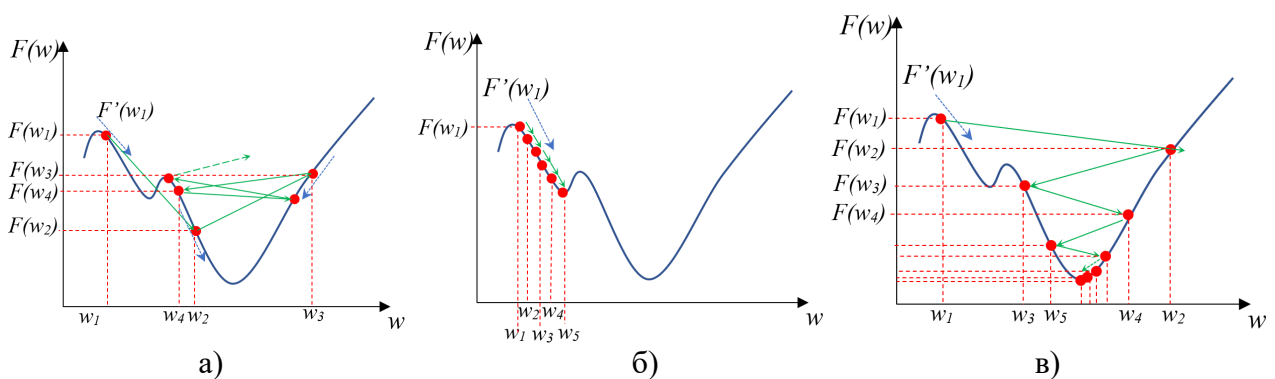 F(w)
F'(w₁)
F(w₁)
F(w₃)
F(w₄)
F(w₂)
w₁
w₄
w₂
w₃
w
а)
F(w)
F'(w₁)
F(w₁)
w₂
w₄
w₁
w₃
w₅
w
б)
F(w)
F'(w₁)
F(w₁)
F(w₂)
F(w₃)
F(w₄)
w₁
w₃
w₅
w₄
w₂
w
в)